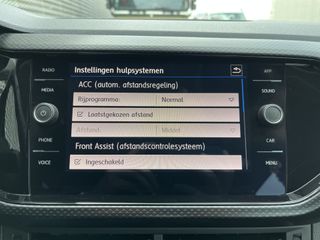 Instellingen hulpsystemen
RADIO
MEDIA
PHONE
VOICE
ACC (autom. afstandsregeling)
Rijprogramma: Normal
Laatstgekozen afstand
Afstand: Middel
Front Assist (afstandscontrolesysteem)
Ingeschakeld
APP
SOUND
CAR
MENU